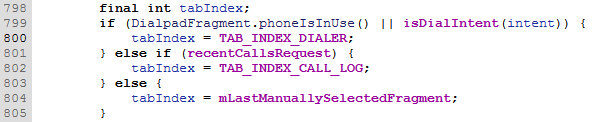 798 final int tabIndex;
799 if (DialpadFragment.phoneIsInUse() || isDialIntent(intent)) {
800 tabIndex = TAB_INDEX_DIALER;
801 } else if (recentCallsRequest) {
802 tabIndex = TAB_INDEX_CALL_LOG;
803 } else {
804 tabIndex = mLastManuallySelectedFragment;
805 }